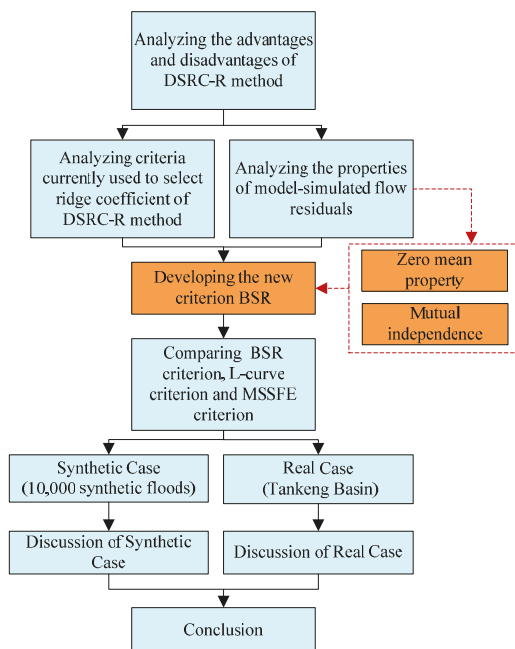 Analyzing the advantages
and disadvantages of
DSRC-R method
Analyzing criteria
currently used to select
ridge coefficient of
DSRC-R method
Analyzing the properties
of model-simulated flow
residuals
Zero mean
property
Mutual
independence
Developing the new
criterion BSR
Comparing BSR
criterion, L-curve
criterion and MSSFE
criterion
Synthetic Case
(10,000 synthetic floods)
Real Case
(Tankeng Basin)
Discussion of Synthetic
Case
Discussion of Real Case
Conclusion